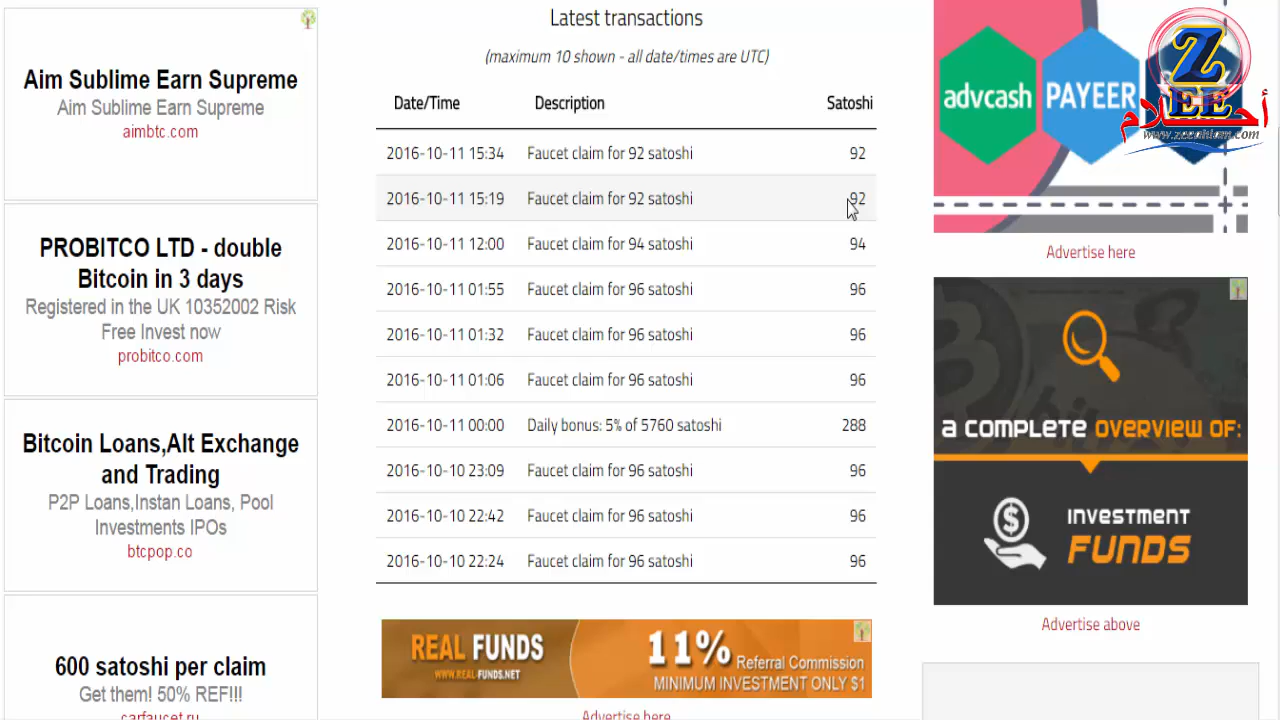 Aim Sublime Earn Supreme
Aim Sublime Earn Supreme
aimbtc.com
PROBITCO LTD - double
Bitcoin in 3 days
Registered in the UK 10352002 Risk
Free Invest now
probitco.com
Bitcoin Loans,Alt Exchange
and Trading
P2P Loans,Instan Loans, Pool
Investments IPOs
btcpop.co
600 satoshi per claim
Get them! 50% REF!!!
carfaucet.ru
Latest transactions
(maximum 10 shown - all date/times are UTC)
Date/Time Description Satoshi
2016-10-11 15:34 Faucet claim for 92 satoshi 92
2016-10-11 15:19 Faucet claim for 92 satoshi 92
2016-10-11 12:00 Faucet claim for 94 satoshi 94
2016-10-11 01:55 Faucet claim for 96 satoshi 96
2016-10-11 01:32 Faucet claim for 96 satoshi 96
2016-10-11 01:06 Faucet claim for 96 satoshi 96
2016-10-11 00:00 Daily bonus: 5% of 5760 satoshi 288
2016-10-10 23:09 Faucet claim for 96 satoshi 96
2016-10-10 22:42 Faucet claim for 96 satoshi 96
2016-10-10 22:24 Faucet claim for 96 satoshi 96
REAL FUNDS
WWW.REAL-FUNDS.NET
11% Referral Commission
MINIMUM INVESTMENT ONLY $1
Advertise here
advcash PAYEER
Z
EE
أحلام
www.zeeahlam.com
Advertise here
A COMPLETE OVERVIEW OF:
INVESTMENT
FUNDS
Advertise above